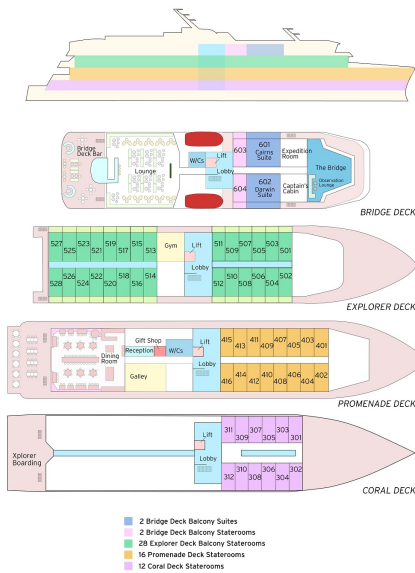 Bridge
Deck Bar
Lounge
W/Cs
Lift
Lobby
603
604
601
Cairns
Suite
602
Darwin
Suite
Expedition
Room
Captain's
Cabin
The Bridge
Observation
Lounge
BRIDGE DECK
527 525 523 521 519 517 515 513
528 526 524 522 520 518 516 514
Gym
Lift
Lobby
511 509 507 505 503 501
512 510 508 506 504 502
EXPLORER DECK
Dining
Room
Gift Shop
Reception
W/Cs
Galley
Lift
Lobby
415 413 411 409 407 405 403 401
416 414 412 410 408 406 404 402
PROMENADE DECK
Xplorer
Boarding
Lift
Lobby
311 309 307 305 303 301
312 310 308 306 304 302
CORAL DECK
2 Bridge Deck Balcony Suites
2 Bridge Deck Balcony Staterooms
28 Explorer Deck Balcony Staterooms
16 Promenade Deck Staterooms
12 Coral Deck Staterooms